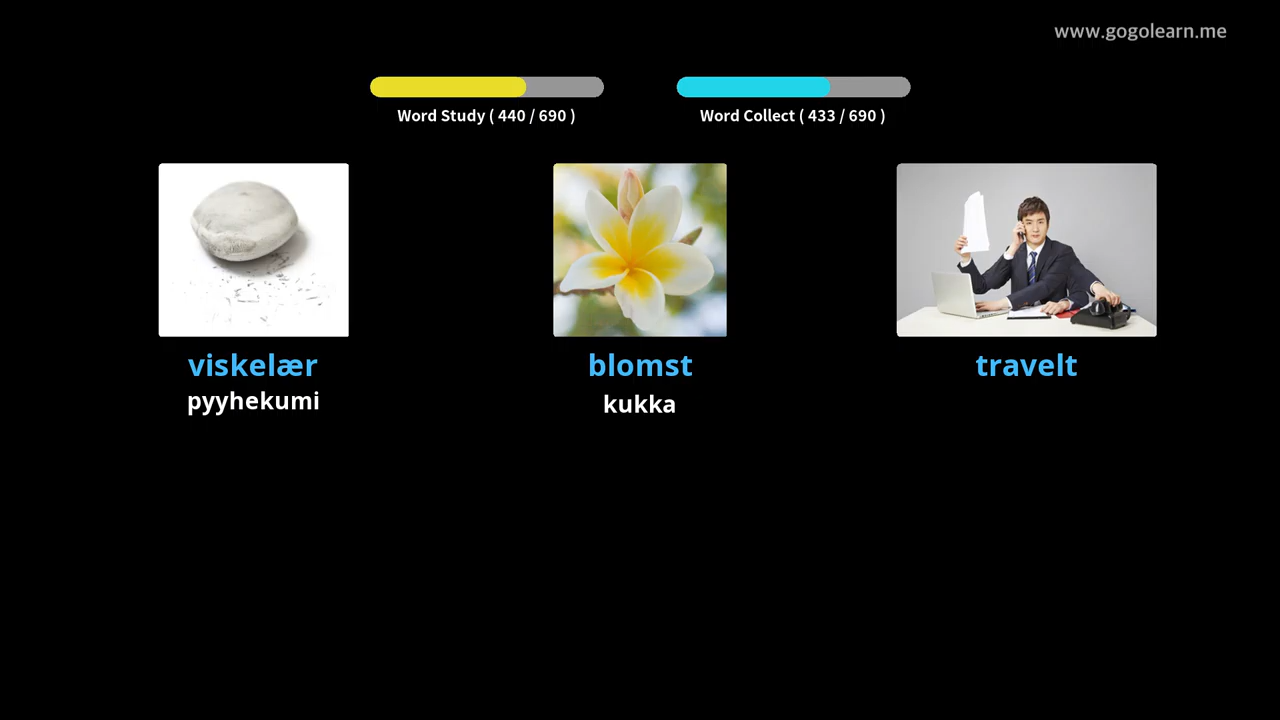 www.gogolearn.me
Word Study ( 440 / 690 )
Word Collect ( 433 / 690 )
viskelær
blomst
travelt
pyyhekumi
kukka